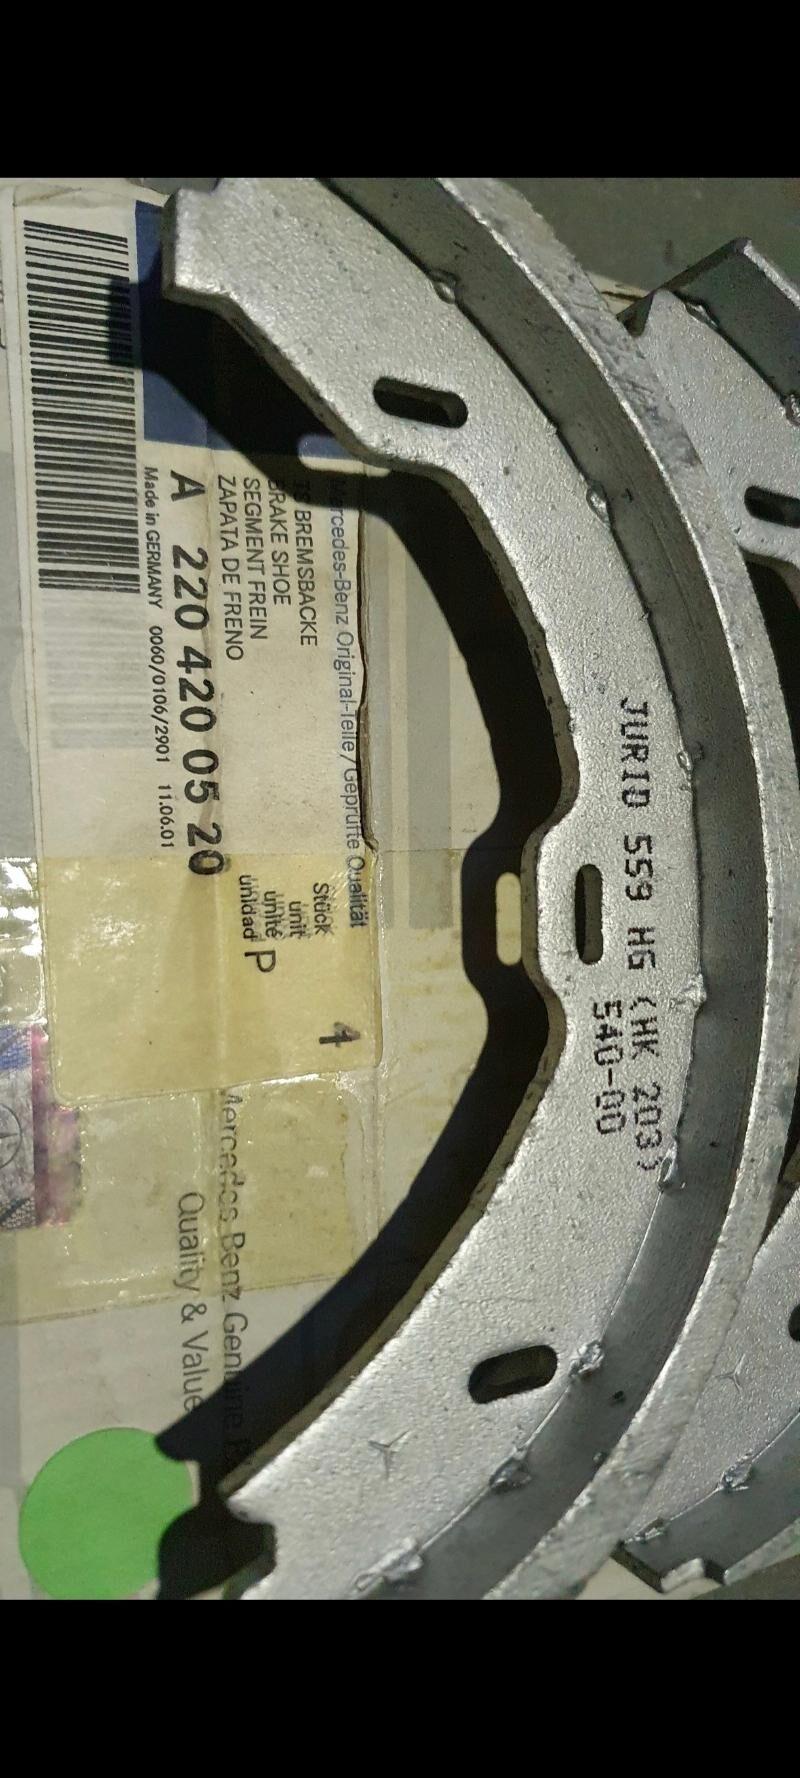 Mercedes-Benz Original-Teile / Geprüfte Qualität
TS BREMSBACKE
BRAKE SHOE
SEGMENT FREIN
ZAPATA DE FRENO
Stück
unit
unité
unidad
P
4
A 220 420 05 20
Made in GERMANY 0060/0106/2901 11.06.01
Mercedes-Benz Genuine
Quality & Value
JURID 559 HG (HK 203)
540-00